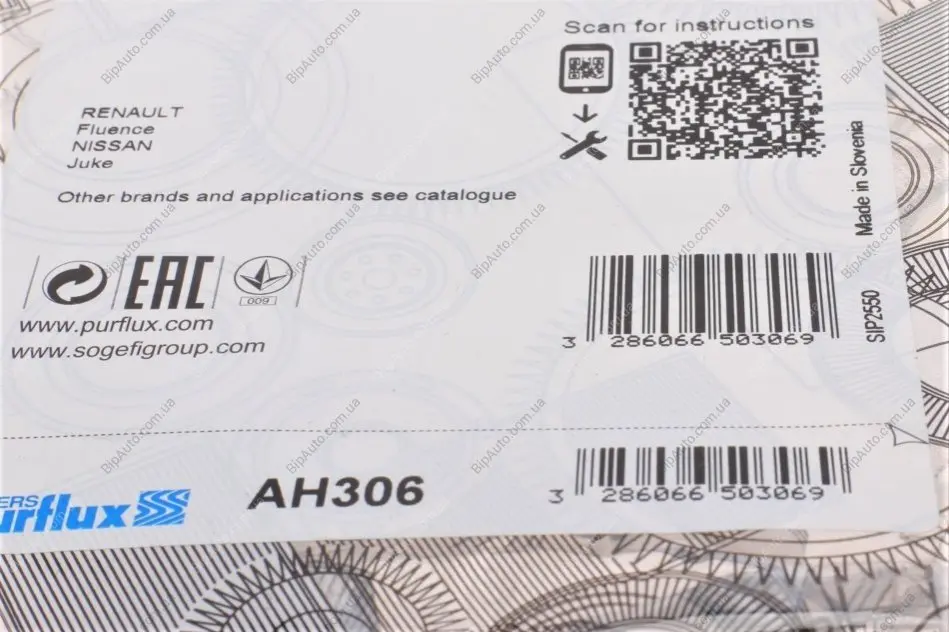 Scan for instructions
RENAULT
Fluence
NISSAN
Juke
Other brands and applications see catalogue
Made in Slovenia
SIP2550
EAC
009
www.purflux.com
www.sogefigroup.com
3 286066 503069
ERS
urflux
AH306
3 286066 503069
BipAuto.com.ua